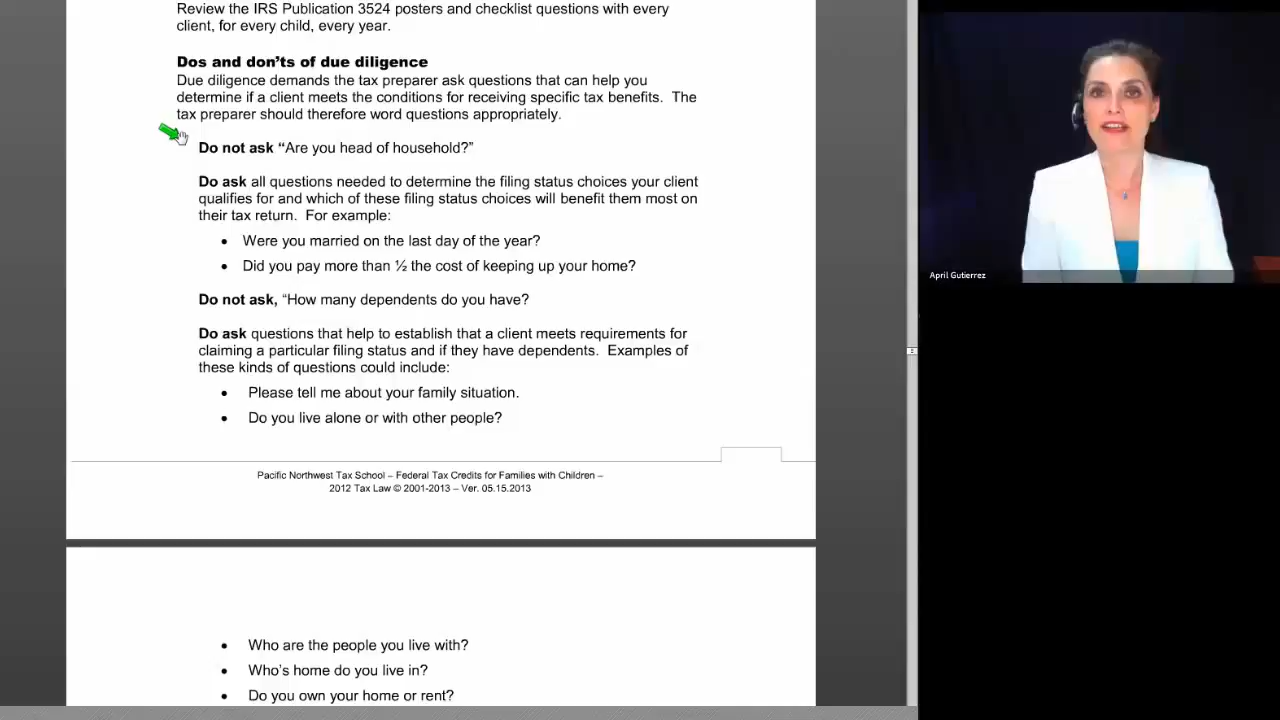 Review the IRS Publication 3524 posters and checklist questions with every
client, for every child, every year.
Dos and don'ts of due diligence
Due diligence demands the tax preparer ask questions that can help you
determine if a client meets the conditions for receiving specific tax benefits.  The
tax preparer should therefore word questions appropriately.
Do not ask "Are you head of household?"
Do ask all questions needed to determine the filing status choices your client
qualifies for and which of these filing status choices will benefit them most on
their tax return.  For example:
• Were you married on the last day of the year?
• Did you pay more than ½ the cost of keeping up your home?
Do not ask, "How many dependents do you have?
Do ask questions that help to establish that a client meets requirements for
claiming a particular filing status and if they have dependents.  Examples of
these kinds of questions could include:
• Please tell me about your family situation.
• Do you live alone or with other people?
Pacific Northwest Tax School – Federal Tax Credits for Families with Children –
2012 Tax Law © 2001-2013 – Ver. 05.15.2013
• Who are the people you live with?
• Who's home do you live in?
• Do you own your home or rent?
April Gutierrez